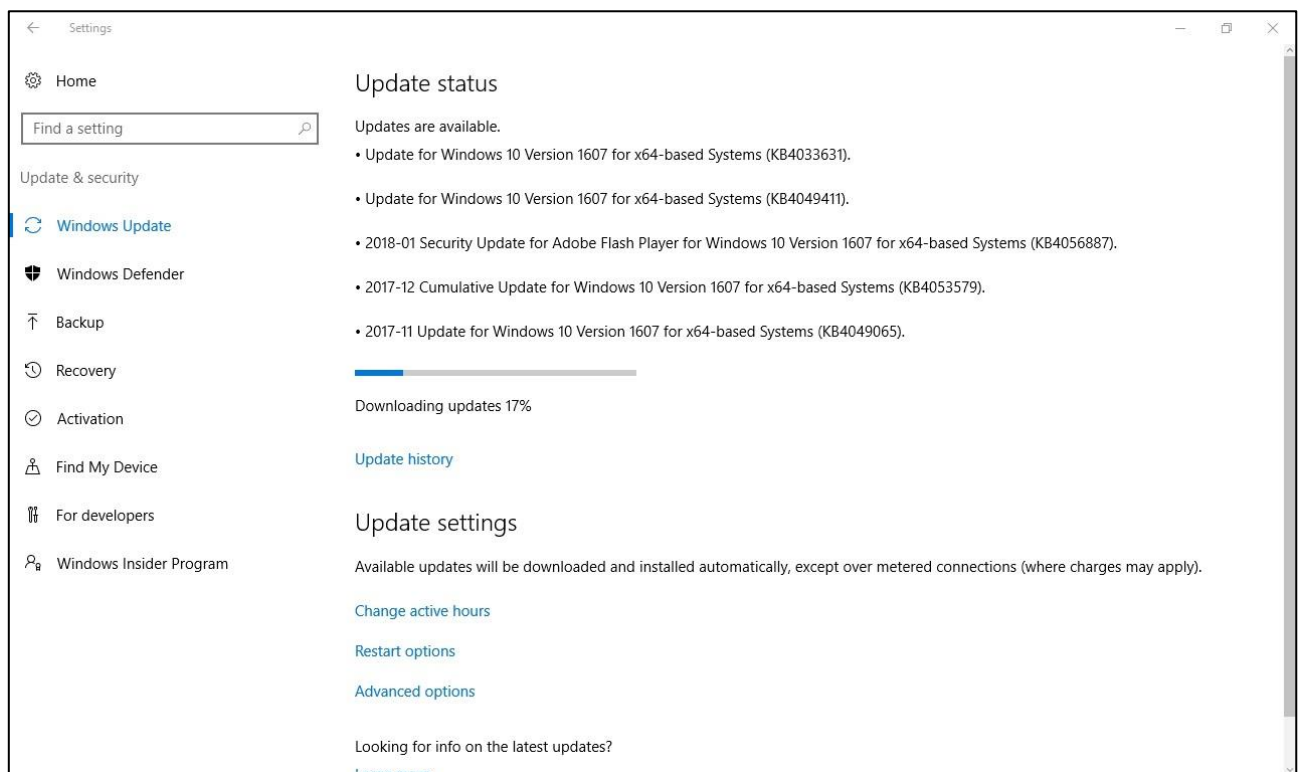 Settings
Home
Find a setting
Update & security
Windows Update
Windows Defender
Backup
Recovery
Activation
Find My Device
For developers
Windows Insider Program
Update status
Updates are available.
• Update for Windows 10 Version 1607 for x64-based Systems (KB4033631).
• Update for Windows 10 Version 1607 for x64-based Systems (KB4049411).
• 2018-01 Security Update for Adobe Flash Player for Windows 10 Version 1607 for x64-based Systems (KB4056887).
• 2017-12 Cumulative Update for Windows 10 Version 1607 for x64-based Systems (KB4053579).
• 2017-11 Update for Windows 10 Version 1607 for x64-based Systems (KB4049065).
Downloading updates 17%
Update history
Update settings
Available updates will be downloaded and installed automatically, except over metered connections (where charges may apply).
Change active hours
Restart options
Advanced options
Looking for info on the latest updates?